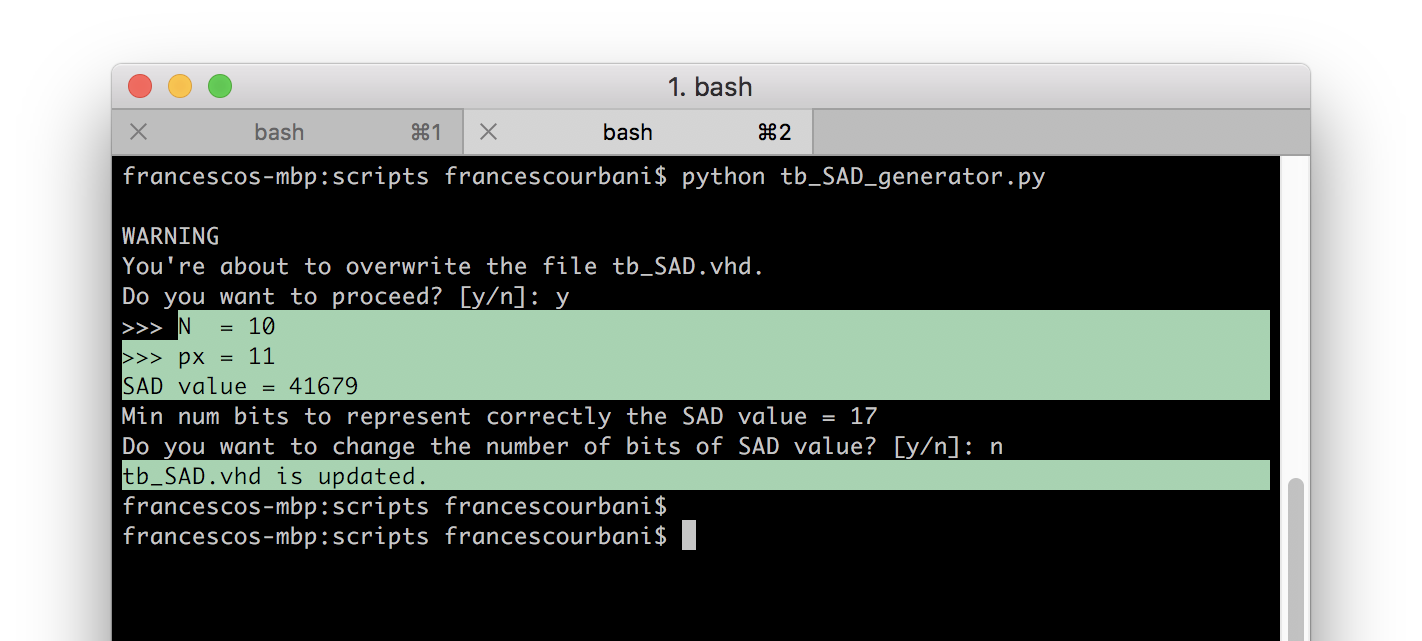 1. bash
bash ⌘1 bash ⌘2
francescos-mbp:scripts francescourbani$ python tb_SAD_generator.py
WARNING
You're about to overwrite the file tb_SAD.vhd.
Do you want to proceed? [y/n]: y
>>> N  = 10
>>> px = 11
SAD value = 41679
Min num bits to represent correctly the SAD value = 17
Do you want to change the number of bits of SAD value? [y/n]: n
tb_SAD.vhd is updated.
francescos-mbp:scripts francescourbani$
francescos-mbp:scripts francescourbani$